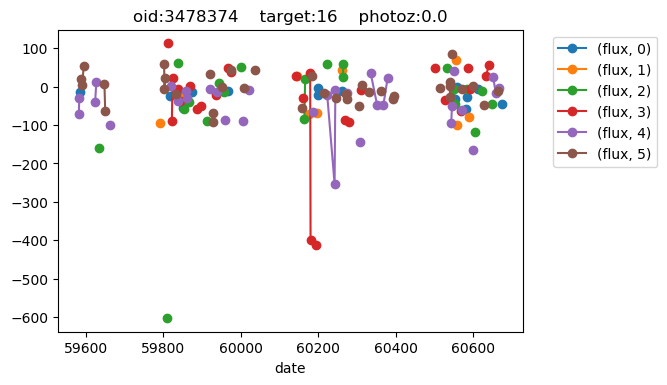 oid:3478374    target:16    photoz:0.0
100
0
−100
−200
−300
−400
−500
−600
59600 59800 60000 60200 60400 60600
date
(flux, 0)
(flux, 1)
(flux, 2)
(flux, 3)
(flux, 4)
(flux, 5)